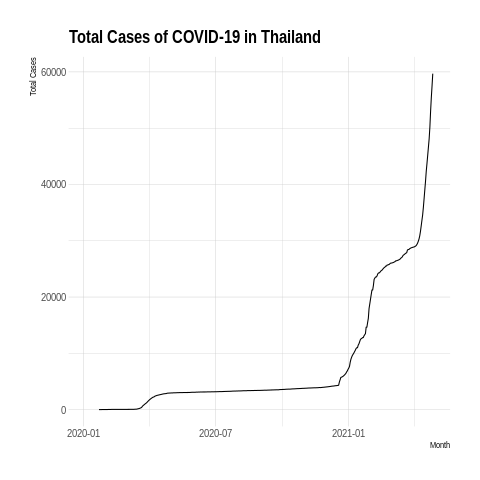 Total Cases of COVID-19 in Thailand
Total Cases
60000
40000
20000
0
2020-01 2020-07 2021-01
Month